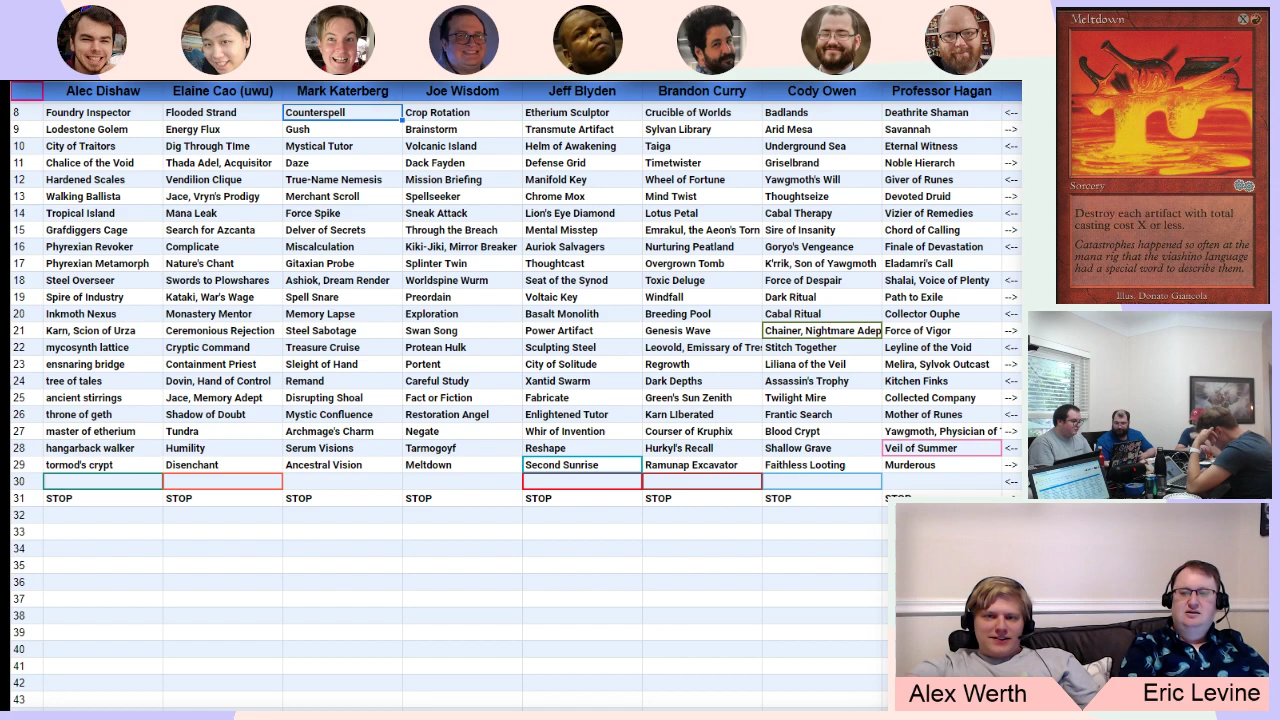 Alec Dishaw Elaine Cao (uwu) Mark Katerberg Joe Wisdom Jeff Blyden Brandon Curry Cody Owen Professor Hagan
8 Foundry Inspector Flooded Strand Counterspell Crop Rotation Etherium Sculptor Crucible of Worlds Badlands Deathrite Shaman <--
9 Lodestone Golem Energy Flux Gush Brainstorm Transmute Artifact Sylvan Library Arid Mesa Savannah -->
10 City of Traitors Dig Through TIme Mystical Tutor Volcanic Island Helm of Awakening Taiga Underground Sea Eternal Witness <--
11 Chalice of the Void Thada Adel, Acquisitor Daze Dack Fayden Defense Grid Timetwister Griselbrand Noble Hierarch -->
12 Hardened Scales Vendilion Clique True-Name Nemesis Mission Briefing Manifold Key Wheel of Fortune Yawgmoth's Will Giver of Runes <--
13 Walking Ballista Jace, Vryn's Prodigy Merchant Scroll Spellseeker Chrome Mox Mind Twist Thoughtseize Devoted Druid -->
14 Tropical Island Mana Leak Force Spike Sneak Attack Lion's Eye Diamond Lotus Petal Cabal Therapy Vizier of Remedies <--
15 Grafdiggers Cage Search for Azcanta Delver of Secrets Through the Breach Mental Misstep Emrakul, the Aeon's Torn Sire of Insanity Chord of Calling -->
16 Phyrexian Revoker Complicate Miscalculation Kiki-Jiki, Mirror Breaker Auriok Salvagers Nurturing Peatland Goryo's Vengeance Finale of Devastation <--
17 Phyrexian Metamorph Nature's Chant Gitaxian Probe Splinter Twin Thoughtcast Overgrown Tomb K'rrik, Son of Yawgmoth Eladamri's Call
18 Steel Overseer Swords to Plowshares Ashiok, Dream Render Worldspine Wurm Seat of the Synod Toxic Deluge Force of Despair Shalai, Voice of Plenty <--
19 Spire of Industry Kataki, War's Wage Spell Snare Preordain Voltaic Key Windfall Dark Ritual Path to Exile -->
20 Inkmoth Nexus Monastery Mentor Memory Lapse Exploration Basalt Monolith Breeding Pool Cabal Ritual Collector Ouphe <--
21 Karn, Scion of Urza Ceremonious Rejection Steel Sabotage Swan Song Power Artifact Genesis Wave Chainer, Nightmare Adep Force of Vigor -->
22 mycosynth lattice Cryptic Command Treasure Cruise Protean Hulk Sculpting Steel Leovold, Emissary of Tres Stitch Together Leyline of the Void <--
23 ensnaring bridge Containment Priest Sleight of Hand Portent City of Solitude Regrowth Liliana of the Veil Melira, Sylvok Outcast -->
24 tree of tales Dovin, Hand of Control Remand Careful Study Xantid Swarm Dark Depths Assassin's Trophy Kitchen Finks <--
25 ancient stirrings Jace, Memory Adept Disrupting Shoal Fact or Fiction Fabricate Green's Sun Zenith Twilight Mire Collected Company -->
26 throne of geth Shadow of Doubt Mystic Confluence Restoration Angel Enlightened Tutor Karn LIberated Frantic Search Mother of Runes <--
27 master of etherium Tundra Archmage's Ch Negate Whir of Invention Courser of Kruphix Blood Crypt Yawgmoth, Physician of -->
28 hangarback walker Humility Serum Visions Tarmogoyf Reshape Hurkyl's Recall Shallow Grave Veil of Summer <--
29 tormod's crypt Disenchant Ancestral Vision Meltdown Second Sunrise Ramunap Excavator Faithless Looting Murderous -->
30 <--
31 STOP STOP STOP STOP STOP STOP STOP STOP
32
33
34
35
36
37
38
39
40
41
42
43
Meltdown X R
Sorcery
Destroy each artifact with total
casting cost X or less.
Catastrophes happened so often at the
mana rig that the viashino language
had a special word to describe them.
Illus. Donato Giancola
Alex Werth
Eric Levine